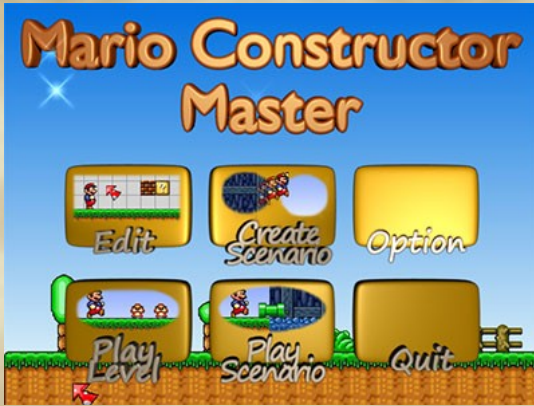 Mario Constructor
Master
Edit
Create
Scenario
Option
Play
Level
Play
Scenario
Quit